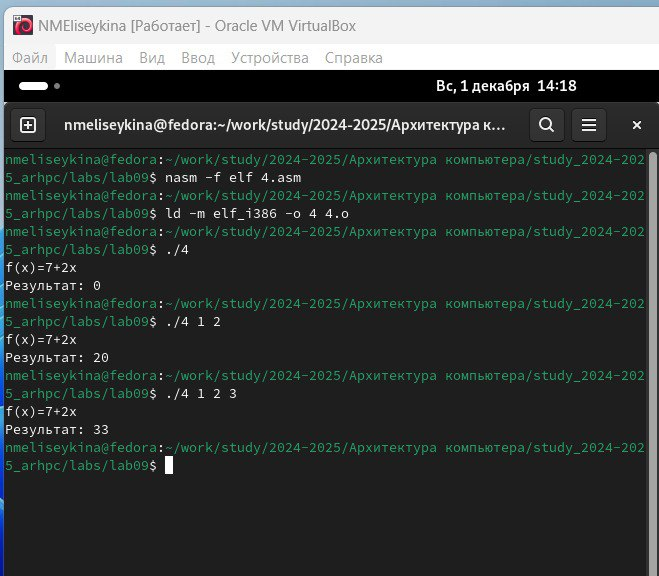 NMEliseykina [Работает] - Oracle VM VirtualBox
Файл Машина Вид Ввод Устройства Справка
Вс, 1 декабря 14:18
nmeliseykina@fedora:~/work/study/2024-2025/Архитектура к...
nmeliseykina@fedora:~/work/study/2024-2025/Архитектура компьютера/study_2024-202
5_arhpc/labs/lab09$ nasm -f elf 4.asm
nmeliseykina@fedora:~/work/study/2024-2025/Архитектура компьютера/study_2024-202
5_arhpc/labs/lab09$ ld -m elf_i386 -o 4 4.o
nmeliseykina@fedora:~/work/study/2024-2025/Архитектура компьютера/study_2024-202
5_arhpc/labs/lab09$ ./4
f(x)=7+2x
Результат: 0
nmeliseykina@fedora:~/work/study/2024-2025/Архитектура компьютера/study_2024-202
5_arhpc/labs/lab09$ ./4 1 2
f(x)=7+2x
Результат: 20
nmeliseykina@fedora:~/work/study/2024-2025/Архитектура компьютера/study_2024-202
5_arhpc/labs/lab09$ ./4 1 2 3
f(x)=7+2x
Результат: 33
nmeliseykina@fedora:~/work/study/2024-2025/Архитектура компьютера/study_2024-202
5_arhpc/labs/lab09$